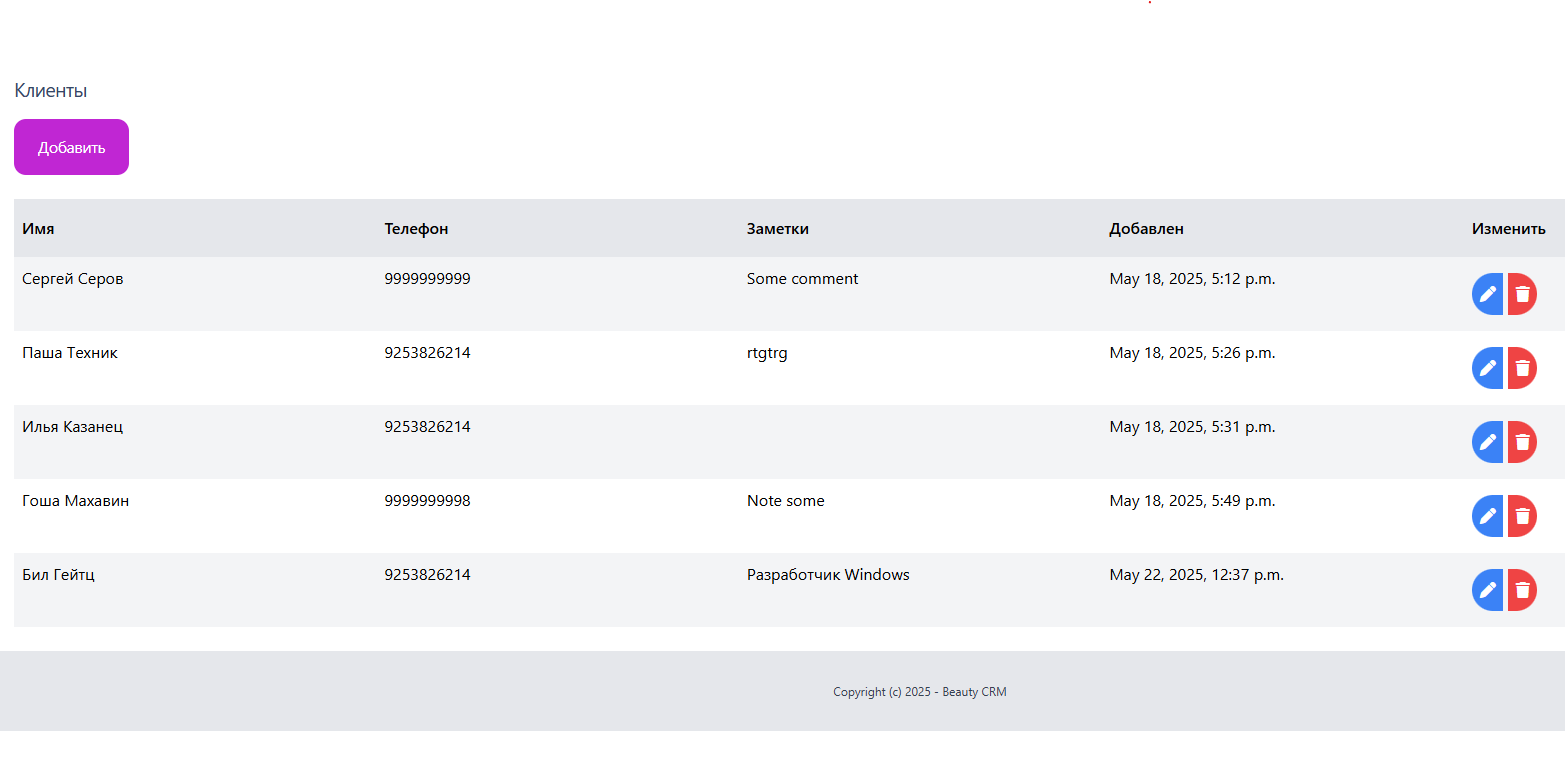 Клиенты
Добавить
Имя Телефон Заметки Добавлен Изменить
Сергей Серов 9999999999 Some comment May 18, 2025, 5:12 p.m.
Паша Техник 9253826214 rtgtrg May 18, 2025, 5:26 p.m.
Илья Казанец 9253826214 May 18, 2025, 5:31 p.m.
Гоша Махавин 9999999998 Note some May 18, 2025, 5:49 p.m.
Бил Гейтц 9253826214 Разработчик Windows May 22, 2025, 12:37 p.m.
Copyright (c) 2025 - Beauty CRM